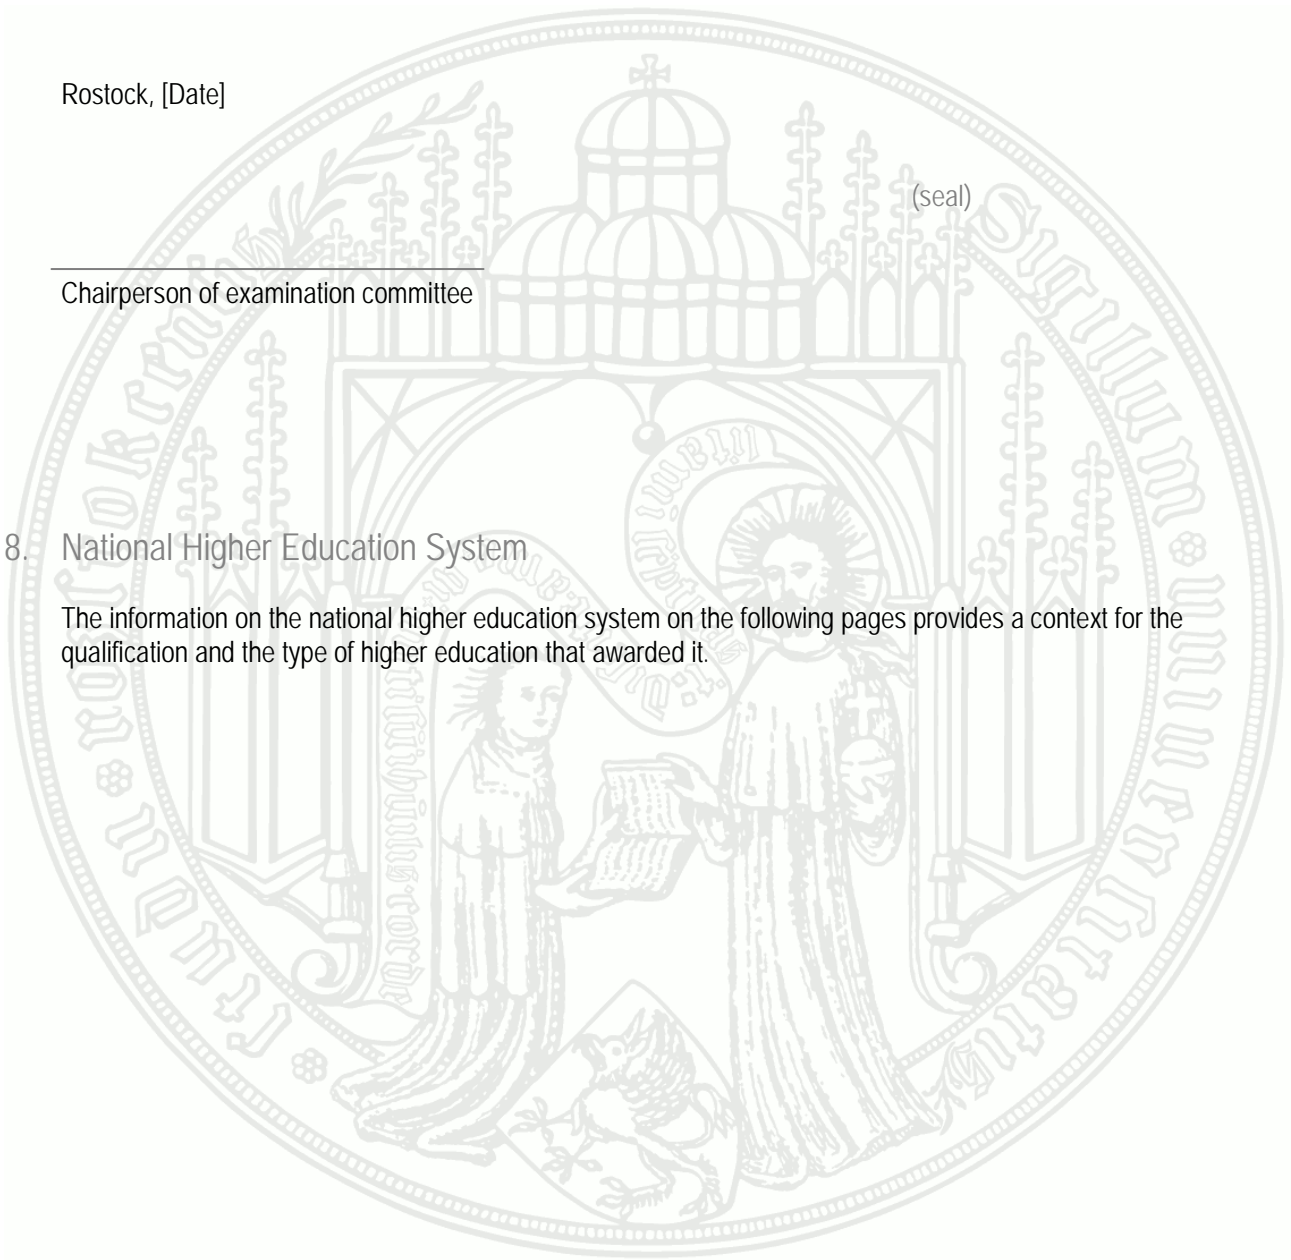 Rostock, [Date]
(seal)
Chairperson of examination committee
8. National Higher Education System
The information on the national higher education system on the following pages provides a context for the
qualification and the type of higher education that awarded it.
Sigillum